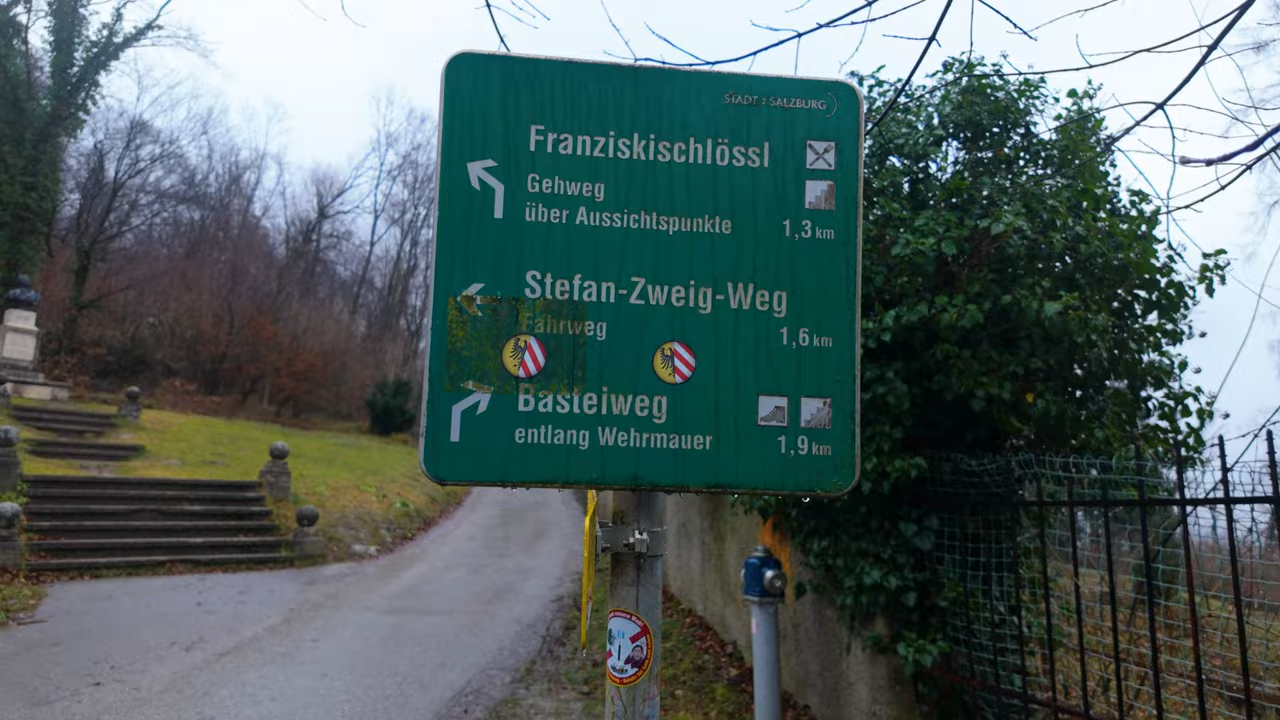 STADT : SALZBURG
Franziskischlössl
Gehweg
über Aussichtspunkte
1,3 km
Stefan-Zweig-Weg
Fahrweg
1,6 km
Basteiweg
entlang Wehrmauer
1,9 km